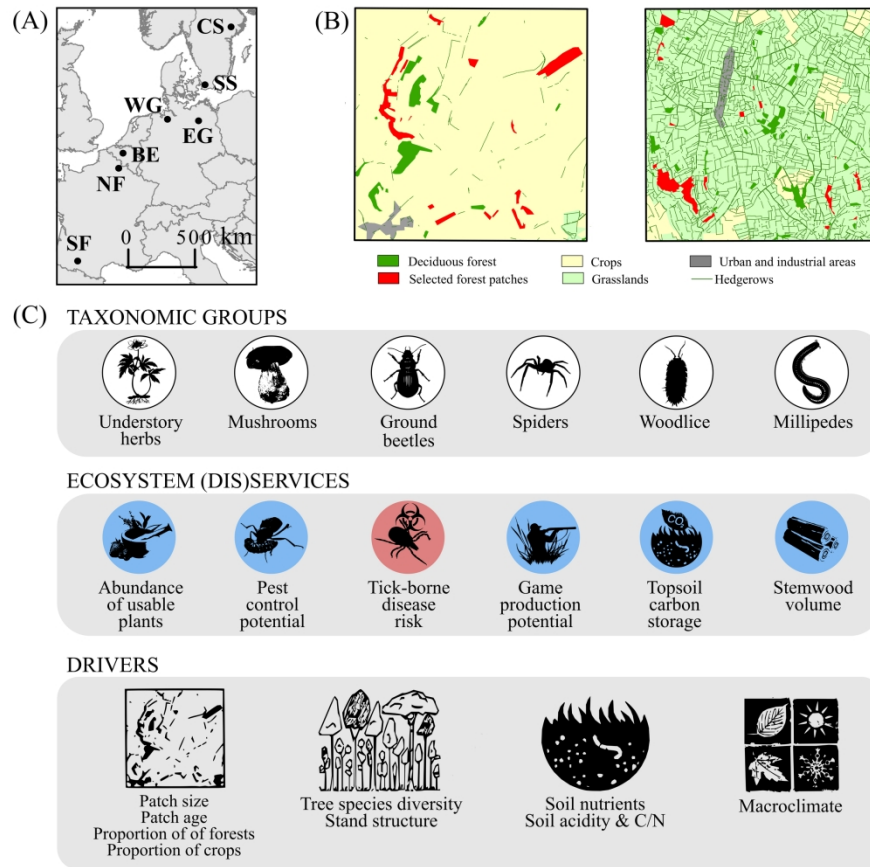 (A)
CS
SS
WG
EG
BE
NF
SF
0 500 km
(B)
Deciduous forest
Selected forest patches
Crops
Grasslands
Urban and industrial areas
Hedgerows
(C)
TAXONOMIC GROUPS
Understory
herbs
Mushrooms
Ground
beetles
Spiders
Woodlice
Millipedes
ECOSYSTEM (DIS)SERVICES
Abundance
of usable
plants
Pest
control
potential
Tick-borne
disease
risk
Game
production
potential
CO2
Topsoil
carbon
storage
Stemwood
volume
DRIVERS
Patch size
Patch age
Proportion of of forests
Proportion of crops
Tree species diversity
Stand structure
Soil nutrients
Soil acidity & C/N
Macroclimate